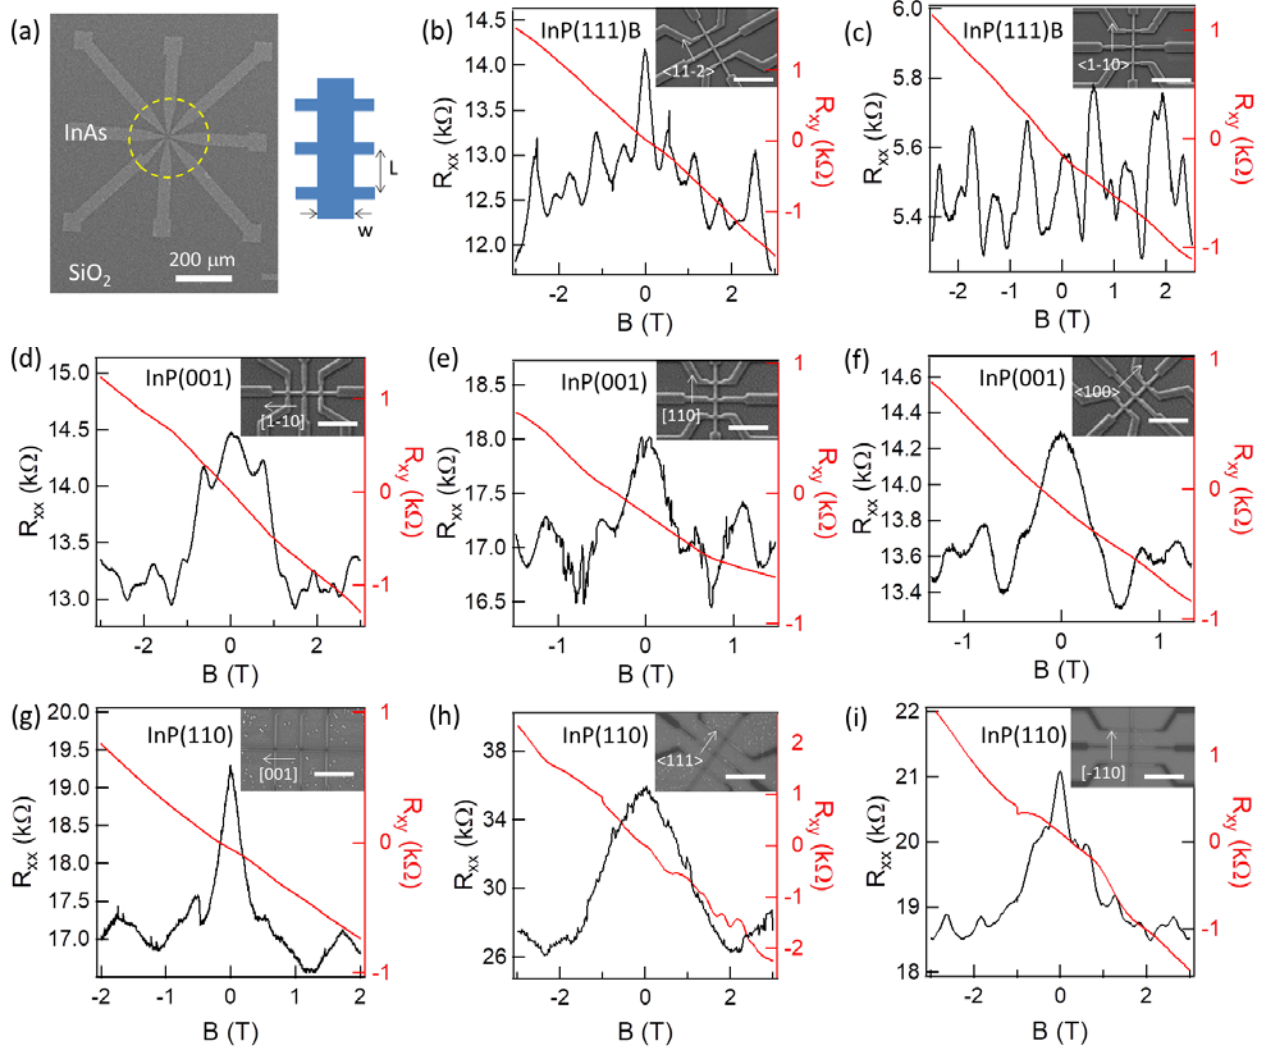 (a)
InAs
SiO2
200 μm
L
w
(b)
InP(111)B
<11-2>
14.5
14.0
13.5
13.0
12.5
12.0
Rxx (kΩ)
1
0
-1
Rxy (kΩ)
-2
0
2
B (T)
(c)
InP(111)B
<1-10>
6.0
5.8
5.6
5.4
Rxx (kΩ)
1
0
-1
Rxy (kΩ)
-2
-1
0
1
2
B (T)
(d)
InP(001)
[1-10]
15.0
14.5
14.0
13.5
13.0
Rxx (kΩ)
1
0
-1
Rxy (kΩ)
-2
0
2
B (T)
(e)
InP(001)
[110]
18.5
18.0
17.5
17.0
16.5
Rxx (kΩ)
1
0
-1
Rxy (kΩ)
-1
0
1
B (T)
(f)
InP(001)
<100>
14.6
14.4
14.2
14.0
13.8
13.6
13.4
Rxx (kΩ)
1
0
-1
Rxy (kΩ)
-1
0
1
B (T)
(g)
InP(110)
[001]
20.0
19.5
19.0
18.5
18.0
17.5
17.0
Rxx (kΩ)
1
0
-1
Rxy (kΩ)
-2
-1
0
1
2
B (T)
(h)
InP(110)
<111>
38
34
30
26
Rxx (kΩ)
2
1
0
-1
-2
Rxy (kΩ)
-2
0
2
B (T)
(i)
InP(110)
[-110]
22
21
20
19
18
Rxx (kΩ)
1
0
-1
Rxy (kΩ)
-2
0
2
B (T)